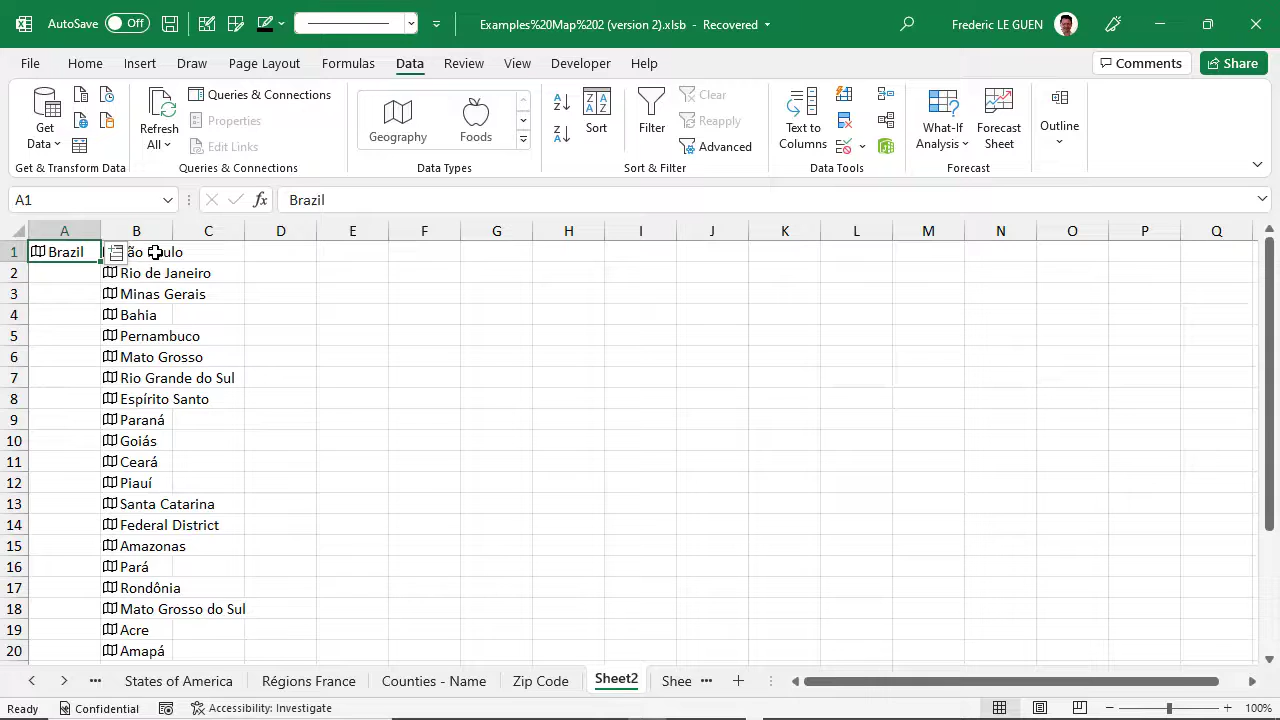 AutoSave Off Examples%20Map%202 (version 2).xlsb - Recovered Frederic LE GUEN
File Home Insert Draw Page Layout Formulas Data Review View Developer Help Comments Share
Get Data
Refresh All
Queries & Connections
Properties
Edit Links
Geography
Foods
Sort
Filter
Clear
Reapply
Advanced
Text to Columns
What-If Analysis
Forecast Sheet
Outline
Get & Transform Data Queries & Connections Data Types Sort & Filter Data Tools Forecast
A1 fx Brazil
A B C D E F G H I J K L M N O P Q
1 Brazil ão Paulo
2 Rio de Janeiro
3 Minas Gerais
4 Bahia
5 Pernambuco
6 Mato Grosso
7 Rio Grande do Sul
8 Espírito Santo
9 Paraná
10 Goiás
11 Ceará
12 Piauí
13 Santa Catarina
14 Federal District
15 Amazonas
16 Pará
17 Rondônia
18 Mato Grosso do Sul
19 Acre
20 Amapá
States of America Régions France Counties - Name Zip Code Sheet2 Shee
Ready Confidential Accessibility: Investigate 100%